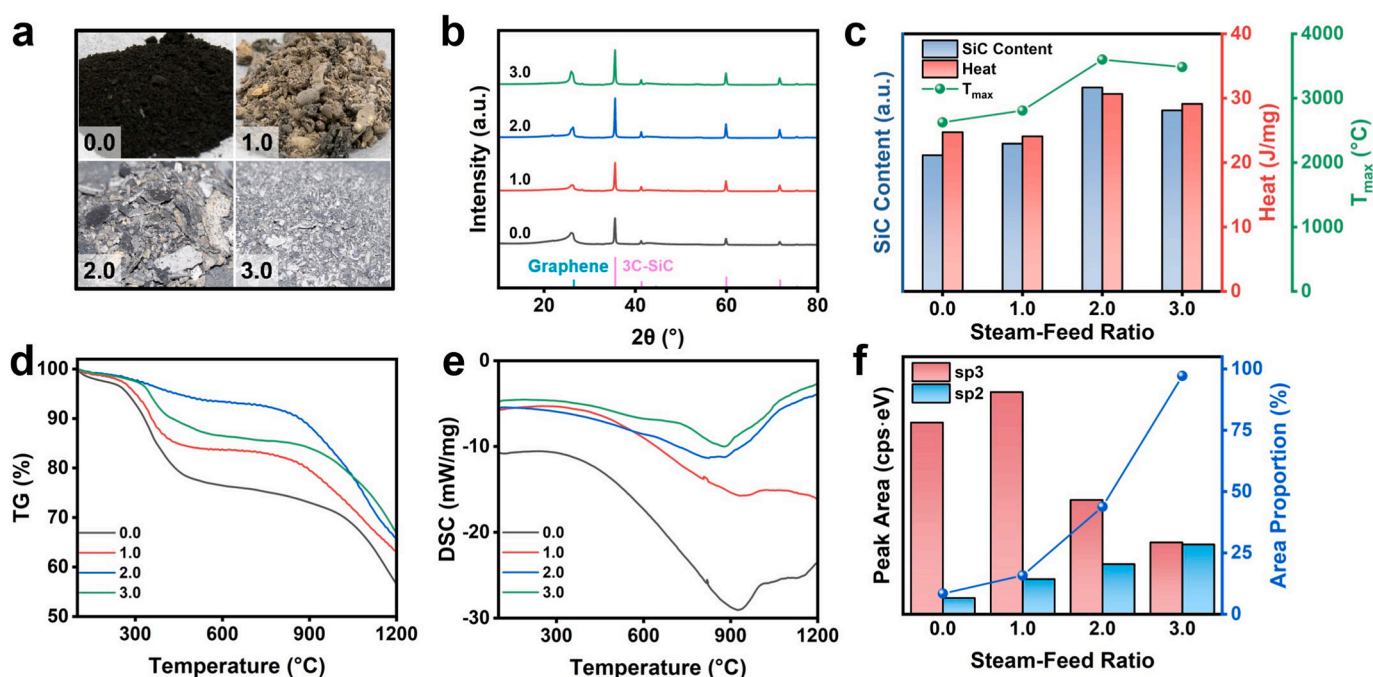 a
0.0
1.0
2.0
3.0
b
Intensity (a.u.)
3.0
2.0
1.0
0.0
Graphene
3C-SiC
20
40
60
80
2θ (°)
c
SiC Content
Heat
Tmax
SiC Content (a.u.)
0.0
1.0
2.0
3.0
Steam-Feed Ratio
40
30
20
10
0
Heat (J/mg)
4000
3000
2000
1000
0
Tmax (°C)
d
TG (%)
100
90
80
70
60
50
0.0
1.0
2.0
3.0
300
600
900
1200
Temperature (°C)
e
DSC (mW/mg)
0
-10
-20
-30
0.0
1.0
2.0
3.0
300
600
900
1200
Temperature (°C)
f
sp3
sp2
Peak Area (cps·eV)
0.0
1.0
2.0
3.0
Steam-Feed Ratio
100
75
50
25
0
Area Proportion (%)